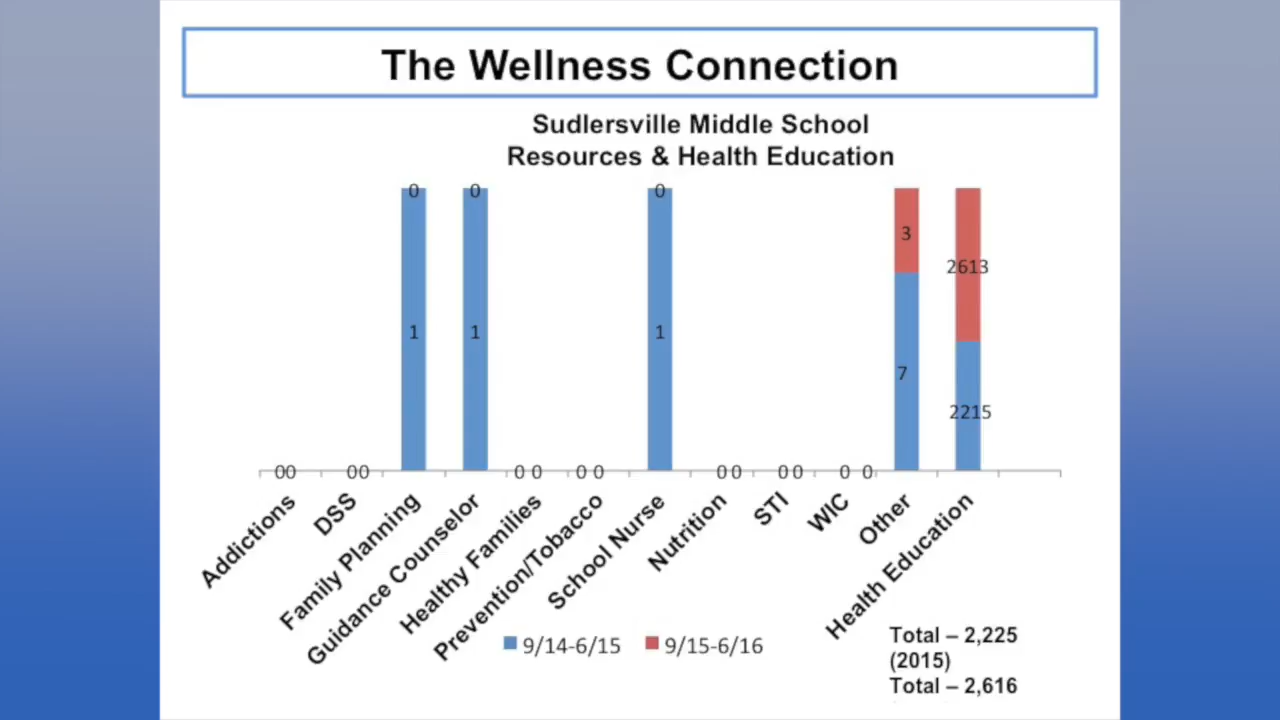 The Wellness Connection
Sudlersville Middle School
Resources & Health Education
0 0 0
3
2613
1 1 1
7
2215
00 00 0 0 0 0 0 0 0 0 0 0
Addictions
DSS
Family Planning
Guidance Counselor
Healthy Families
Prevention/Tobacco
School Nurse
Nutrition
STI
WIC
Other
Health Education
9/14-6/15 9/15-6/16
Total – 2,225
(2015)
Total – 2,616